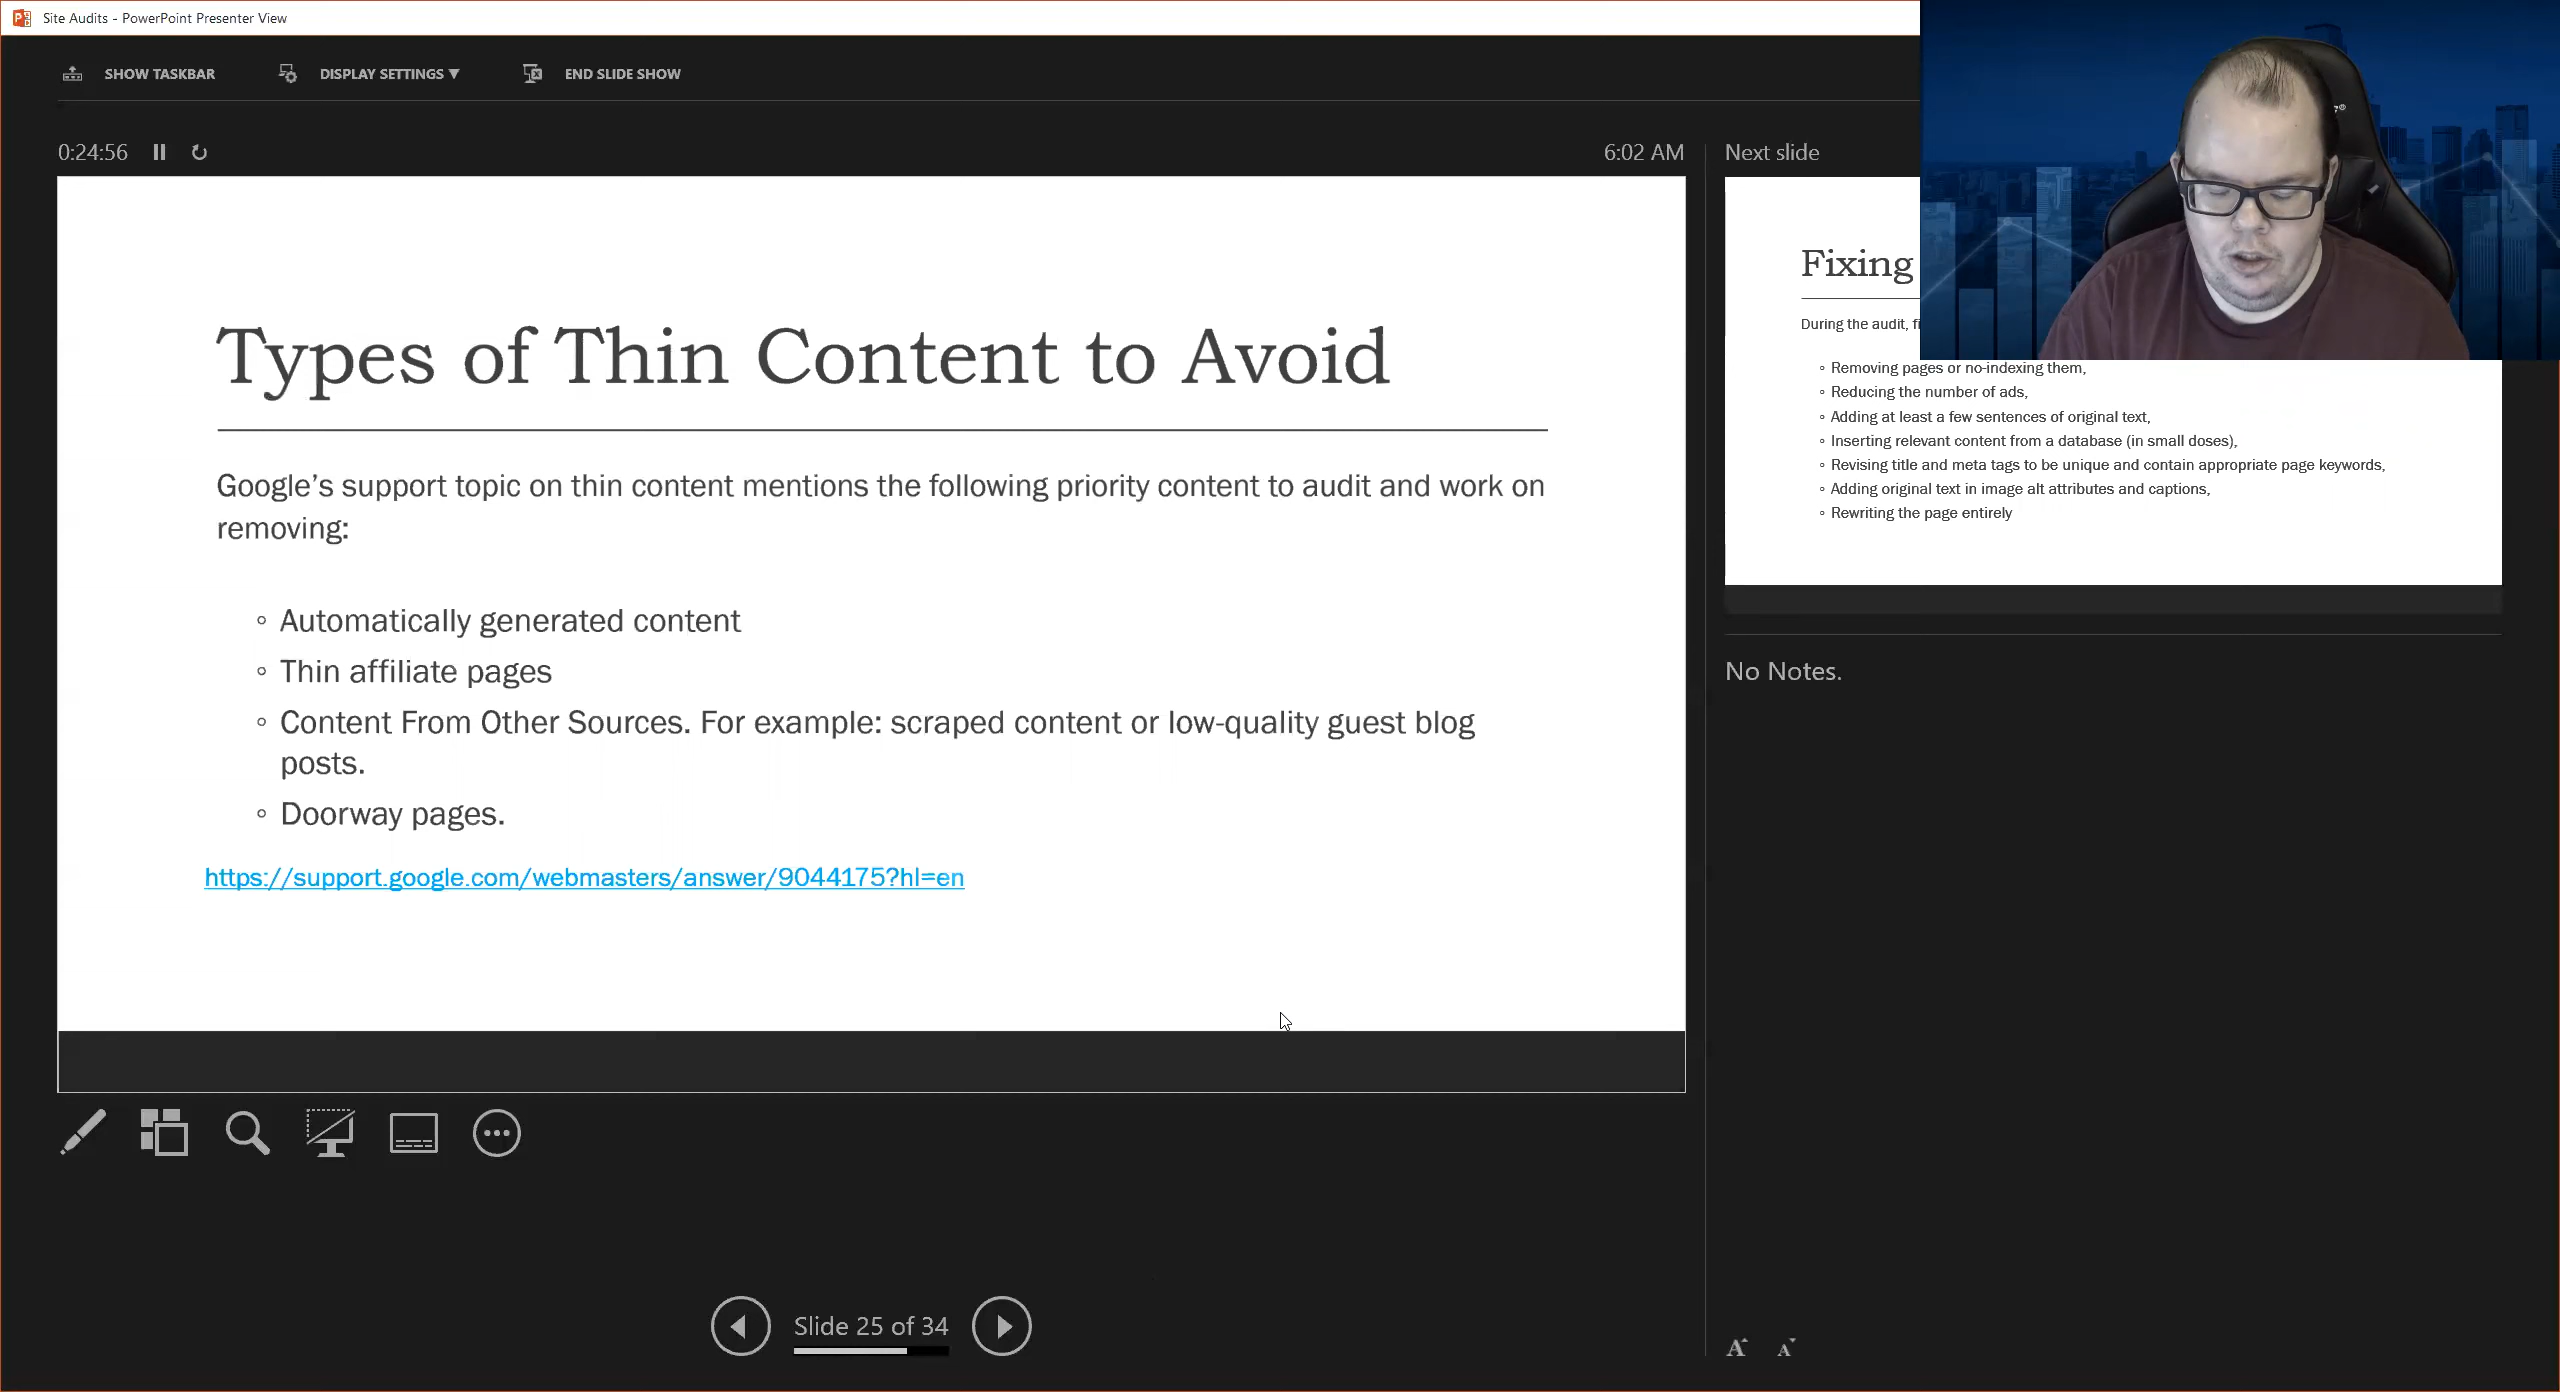 Site Audits - PowerPoint Presenter View
SHOW TASKBAR
DISPLAY SETTINGS ▼
END SLIDE SHOW
0:24:56
6:02 AM
Types of Thin Content to Avoid
Google’s support topic on thin content mentions the following priority content to audit and work on
removing:
◦ Automatically generated content
◦ Thin affiliate pages
◦ Content From Other Sources. For example: scraped content or low-quality guest blog
posts.
◦ Doorway pages.
https://support.google.com/webmasters/answer/9044175?hl=en
Slide 25 of 34
Next slide
Fixing
During the audit,
◦ Removing pages or no-indexing them,
◦ Reducing the number of ads,
◦ Adding at least a few sentences of original text,
◦ Inserting relevant content from a database (in small doses),
◦ Revising title and meta tags to be unique and contain appropriate page keywords,
◦ Adding original text in image alt attributes and captions,
◦ Rewriting the page entirely
No Notes.
A A